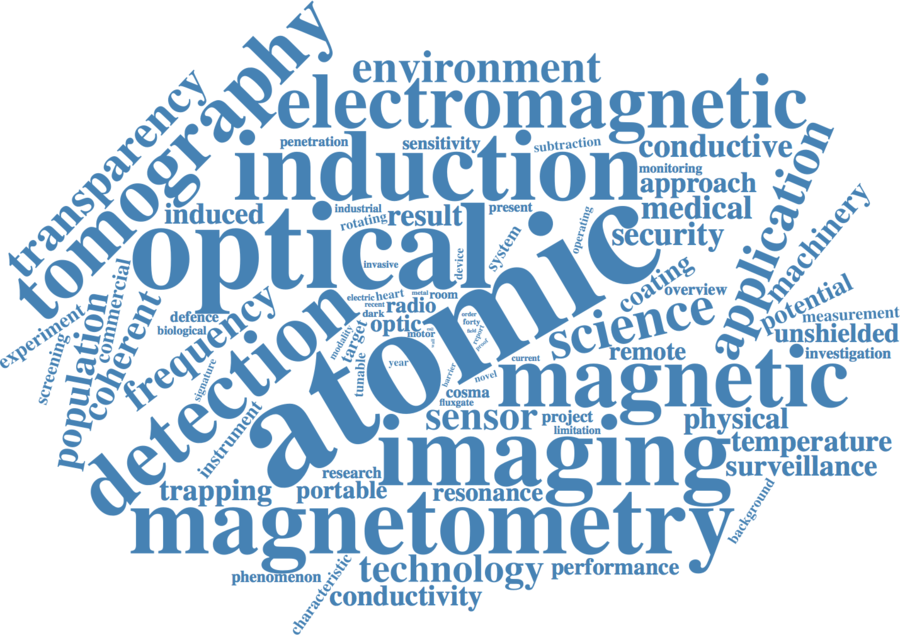 environment
electromagnetic
transparency
tomography
penetration
sensitivity
subtraction
conductive
induction
monitoring
approach
application
medical
machinery
security
induced
industrial
rotating
result
present
operating
optical
invasive
device
system
atomic
coating
overview
potential
measurement
unshielded
investigation
experiment
screening
population
commercial
coherent
defence
biological
frequency
signature
detection
electric
heart
metal
room
recent
dark
radio
optic
motor
modality
target
tunable
year
order
forty
field
report
proof
current
barrier
novel
science
remote
magnetic
cosma
fluxgate
sensor
project
limitation
physical
temperature
surveillance
instrument
imaging
research
trapping
portable
resonance
background
magnetometry
phenomenon
characteristic
technology
performance
conductivity